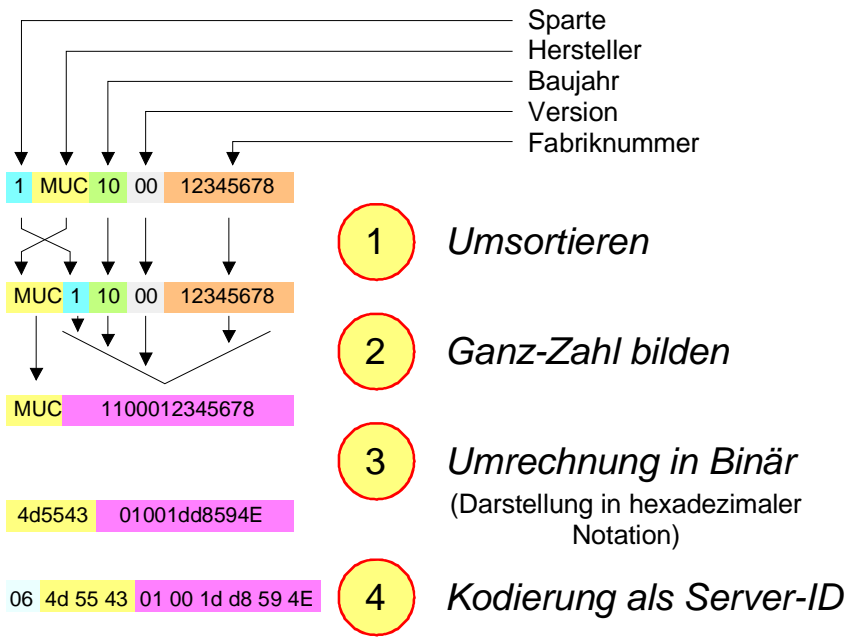 Sparte
Hersteller
Baujahr
Version
Fabriknummer
1 MUC 10 00 12345678
1 Umsortieren
MUC 1 10 00 12345678
2 Ganz-Zahl bilden
MUC 1100012345678
3 Umrechnung in Binär
(Darstellung in hexadezimaler
Notation)
4d5543 01001dd8594E
06 4d 55 43 01 00 1d d8 59 4E 4 Kodierung als Server-ID